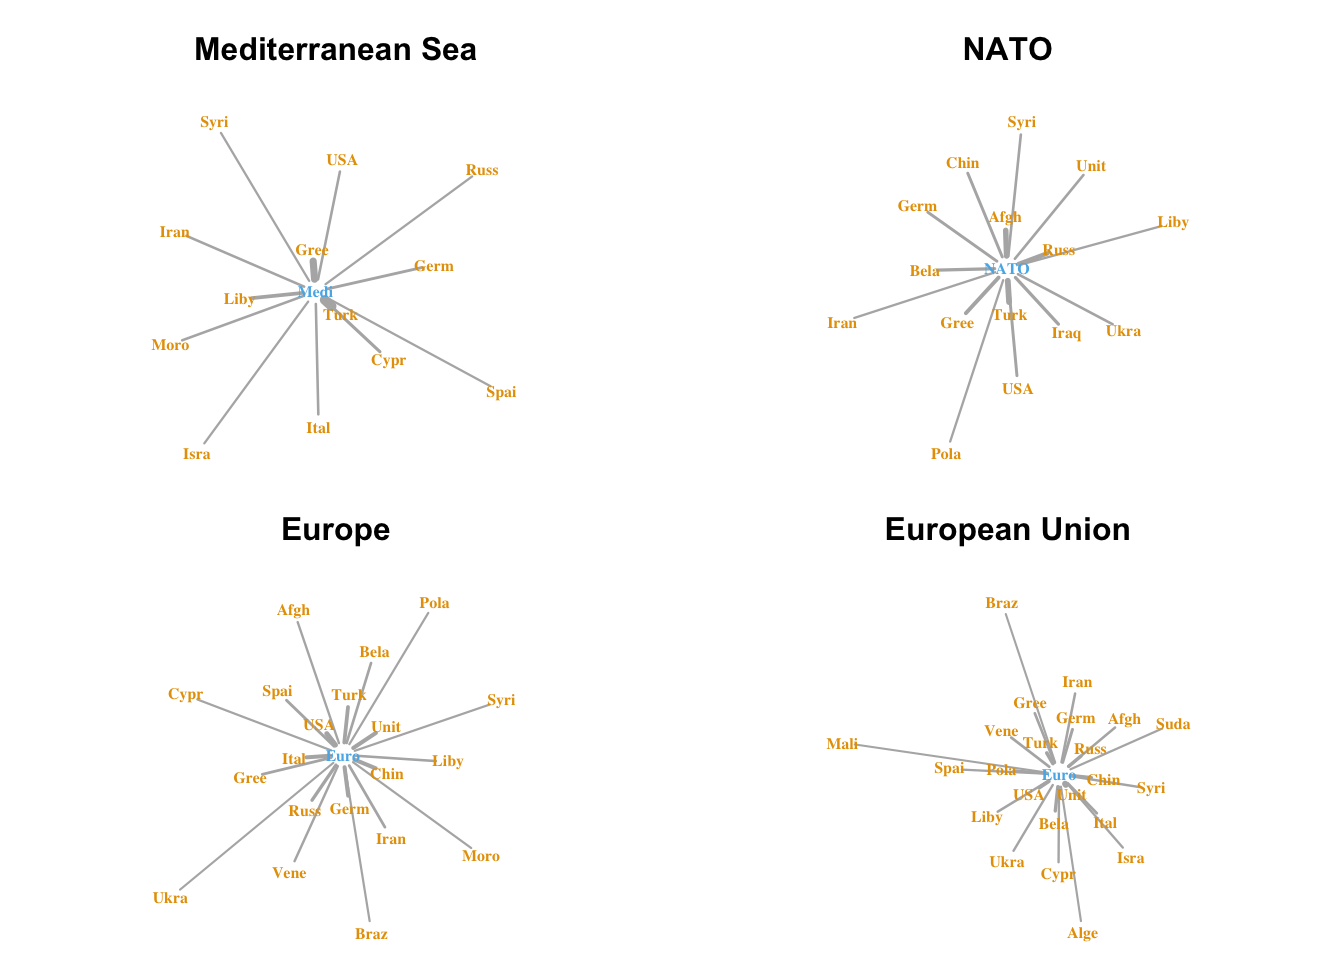 Mediterranean Sea
Syri
USA
Russ
Iran
Gree
Germ
Medi
Liby
Turk
Moro
Cypr
Spai
Ital
Isra
NATO
Syri
Chin
Unit
Germ
Afgh
Liby
Russ
NATO
Bela
Iran
Gree
Turk
Iraq
Ukra
USA
Pola
Europe
Afgh
Pola
Bela
Cypr
Spai
Turk
Syri
USA
Unit
Ital
Euro
Liby
Gree
Chin
Russ
Germ
Iran
Moro
Vene
Ukra
Braz
European Union
Braz
Iran
Gree
Germ
Afgh
Suda
Vene
Mali
Turk
Russ
Spai
Pola
Euro
Chin
Syri
USA
Unit
Liby
Bela
Ital
Ukra
Isra
Cypr
Alge